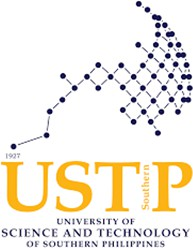 1927
USTP
Southern
UNIVERSITY OF
SCIENCE AND TECHNOLOGY
OF SOUTHERN PHILIPPINES